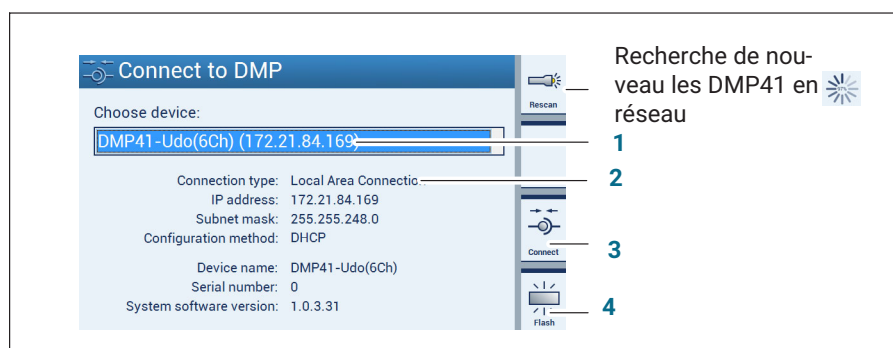 Connect to DMP
Choose device:
DMP41-Udo(6Ch) (172.21.84.169)
Connection type: Local Area Connection
IP address: 172.21.84.169
Subnet mask: 255.255.248.0
Configuration method: DHCP
Device name: DMP41-Udo(6Ch)
Serial number: 0
System software version: 1.0.3.31
Rescan
Connect
Flash
Recherche de nou-
veau les DMP41 en
réseau
1
2
3
4